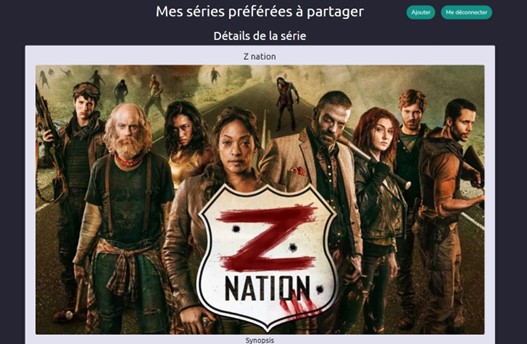 Mes séries préférées à partager
Ajouter
Me déconnecter
Détails de la série
Z nation
Z
NATION
Synopsis